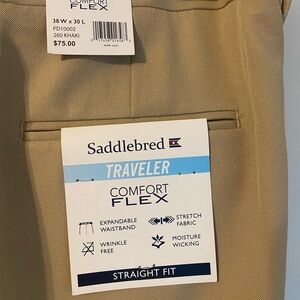 COMFORT
FLEX
38 W x 30 L
PD10002
260 KHAKI
$75.00
Saddlebred
TRAVELER
COMFORT
FLEX
EXPANDABLE
WAISTBAND
STRETCH
FABRIC
WRINKLE
FREE
MOISTURE
WICKING
STRAIGHT FIT